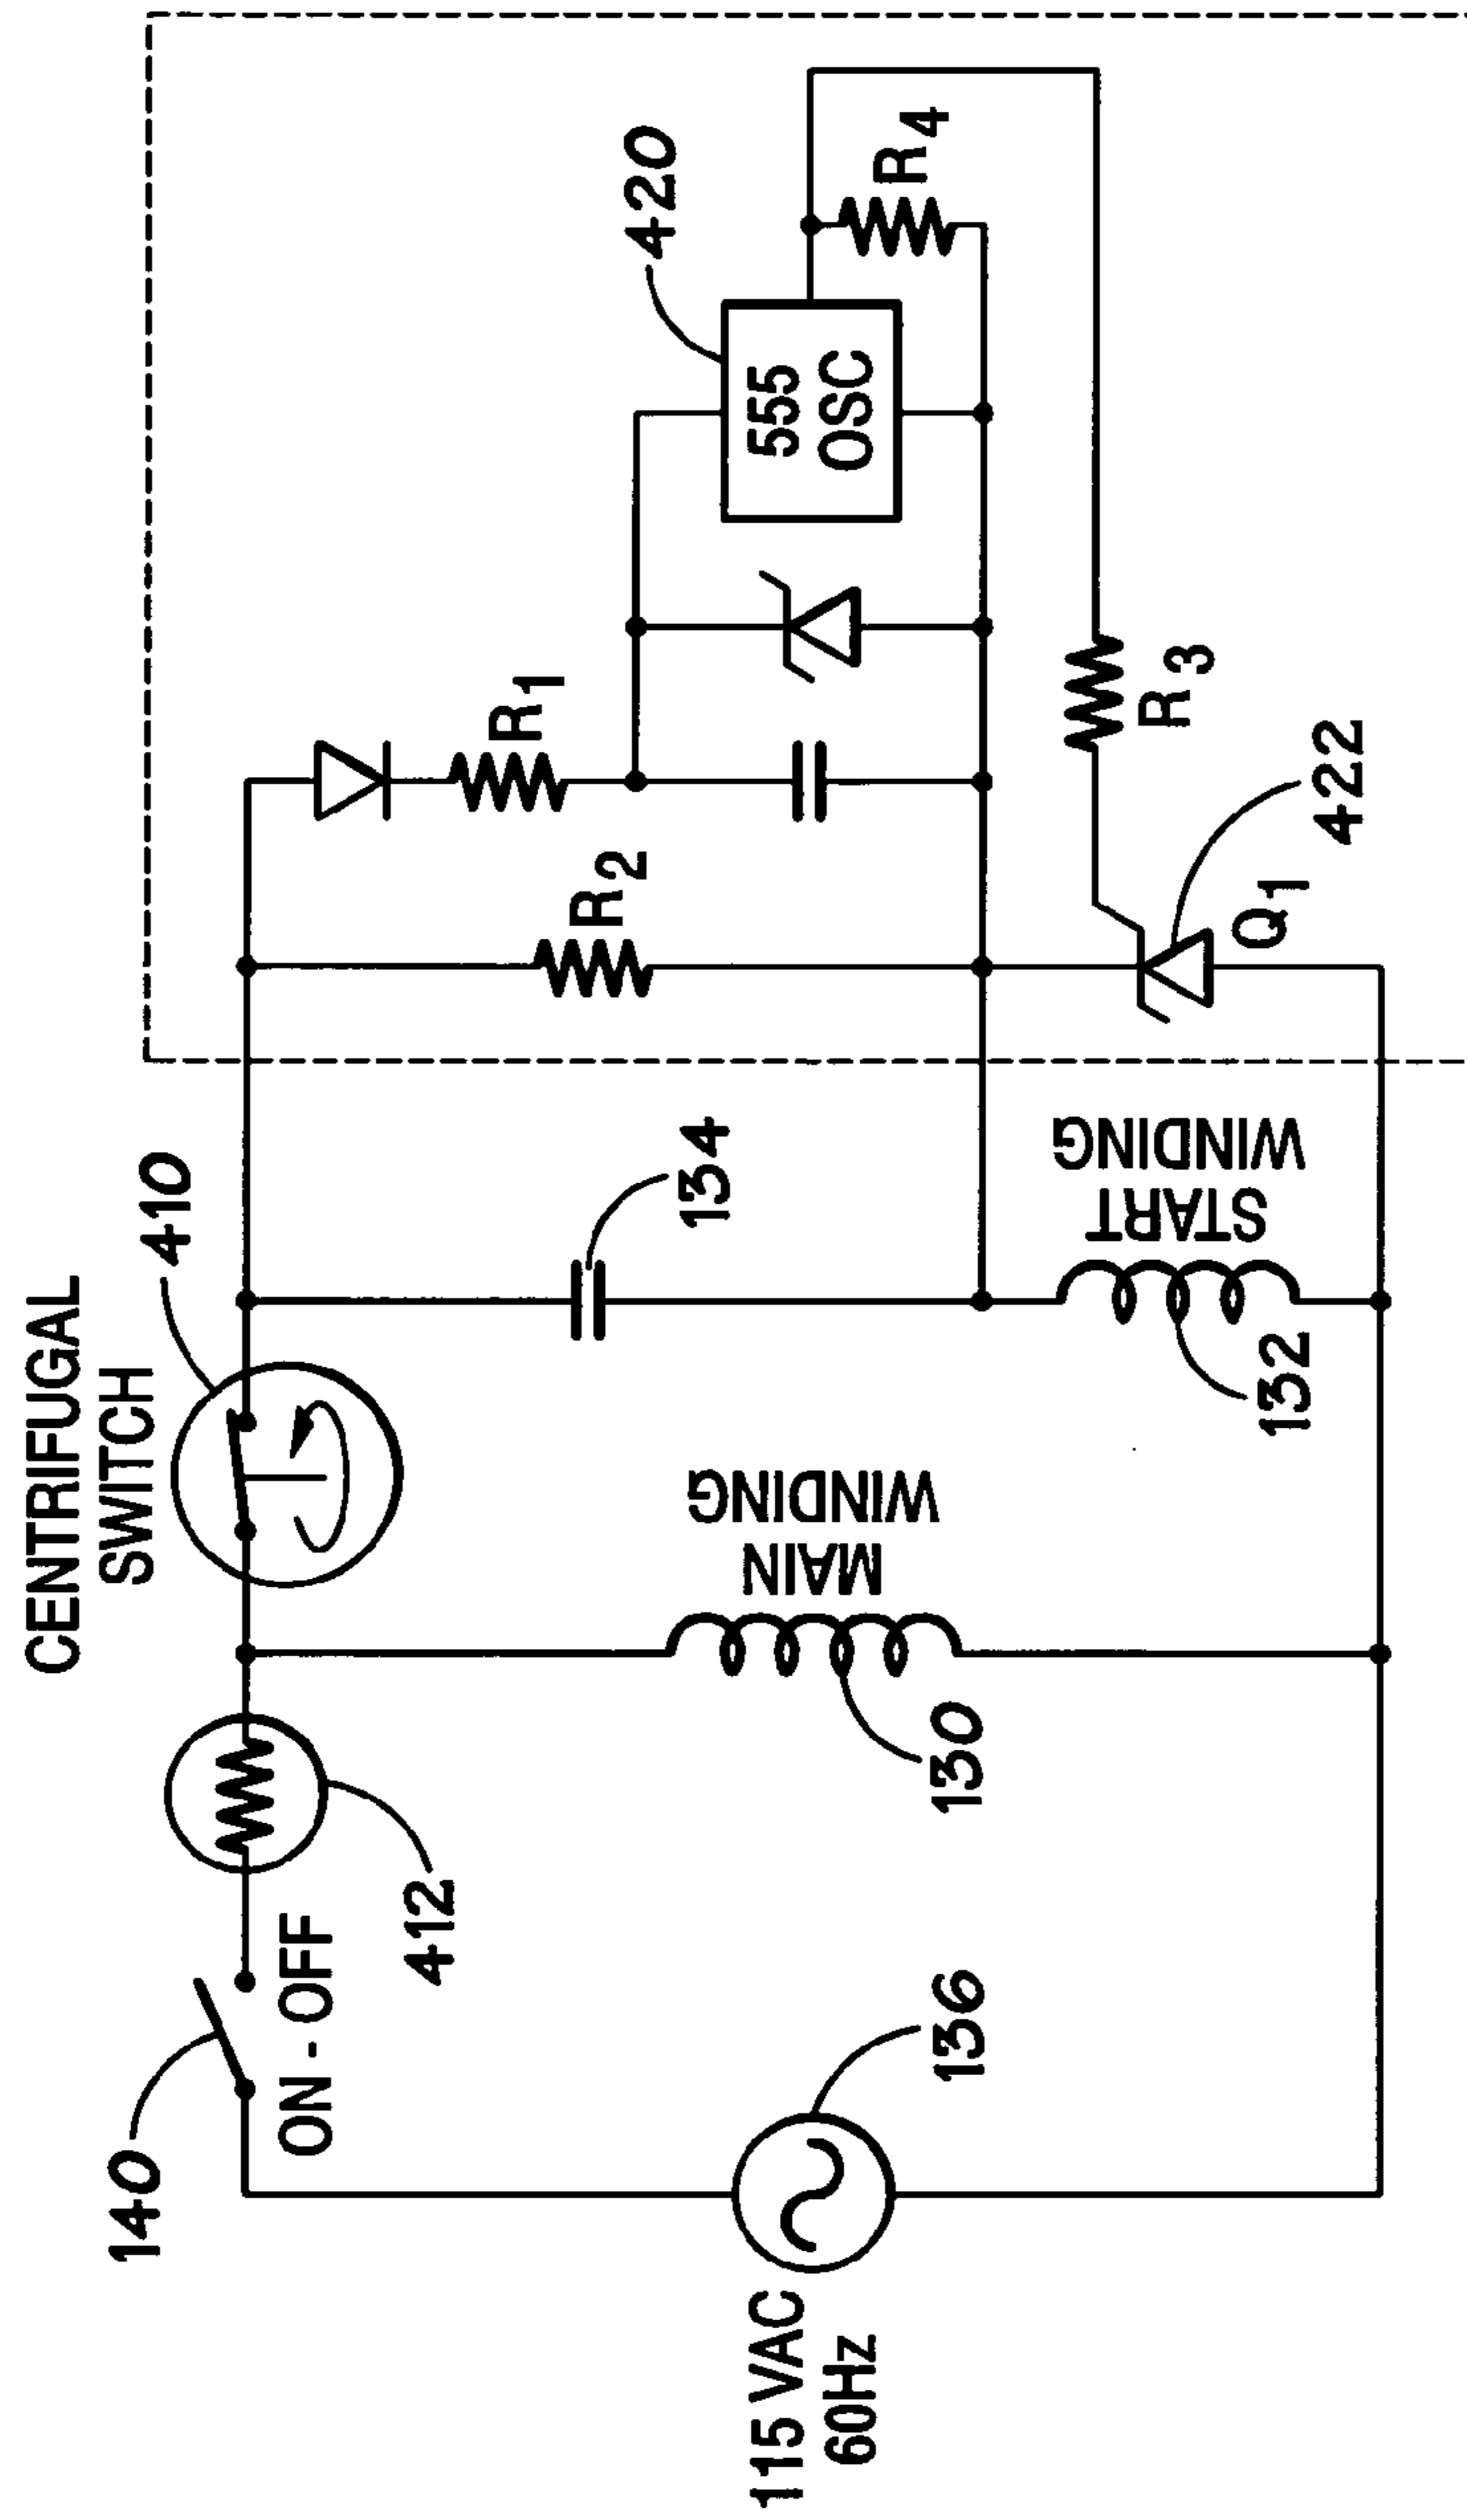 CENTRIFUGAL
SWITCH
410
140
ON - OFF
412
115 VAC
60Hz
136
130
MAIN
WINDING
132
START
WINDING
134
R2
R1
420
555
OSC
R4
R3
Q1
422